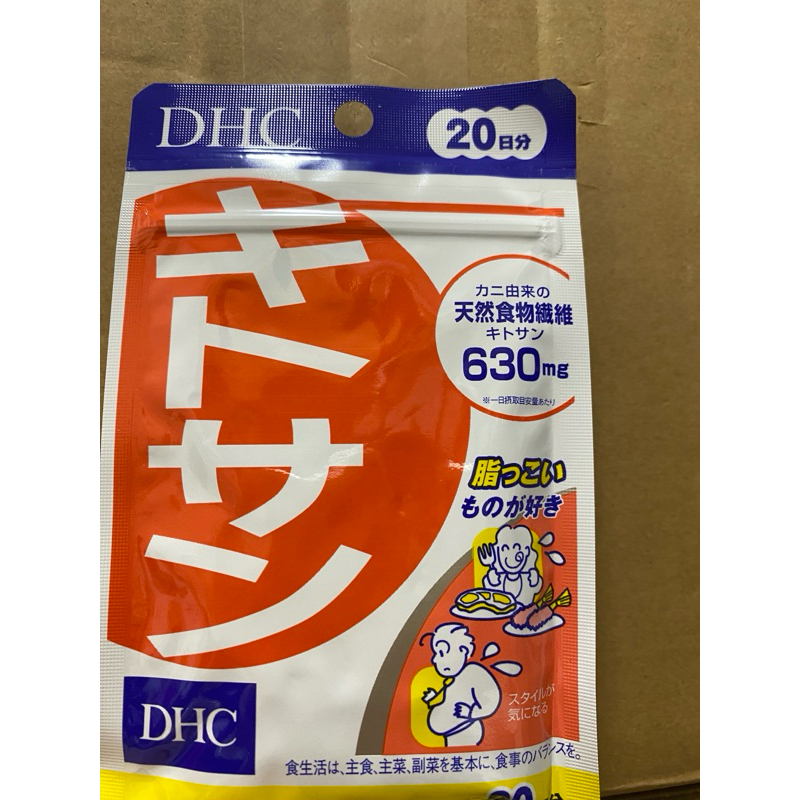 DHC
20日分
キトサン
カニ由来の
天然食物繊維
キトサン
630mg
※一日摂取目安量あたり
脂っこい
ものが好き
スタイルが
気になる
DHC
食生活は、主食、主菜、副菜を基本に、食事のバランスを。
20日分